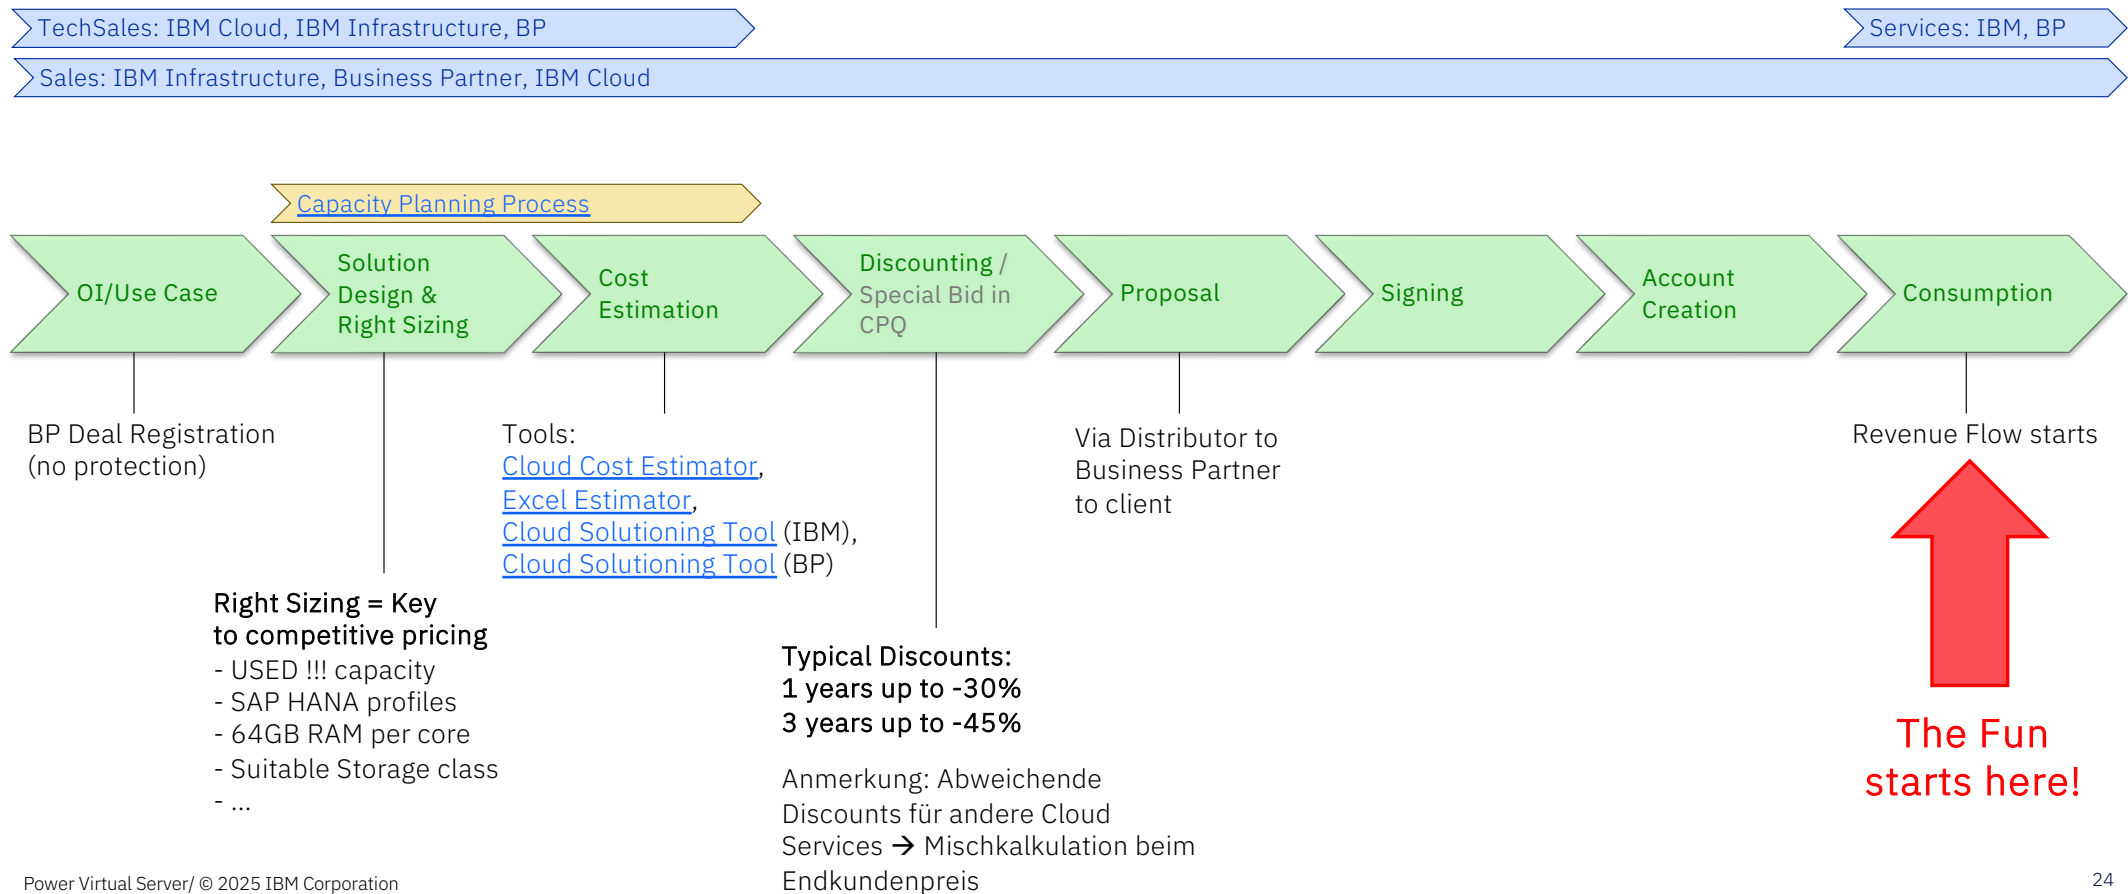 TechSales: IBM Cloud, IBM Infrastructure, BP
Services: IBM, BP
Sales: IBM Infrastructure, Business Partner, IBM Cloud
Capacity Planning Process
OI/Use Case
Solution
Design &
Right Sizing
Cost
Estimation
Discounting /
Special Bid in
CPQ
Proposal
Signing
Account
Creation
Consumption
BP Deal Registration
(no protection)
Right Sizing = Key
to competitive pricing
- USED !!! capacity
- SAP HANA profiles
- 64GB RAM per core
- Suitable Storage class
- ...
Tools:
Cloud Cost Estimator,
Excel Estimator,
Cloud Solutioning Tool (IBM),
Cloud Solutioning Tool (BP)
Typical Discounts:
1 years up to -30%
3 years up to -45%
Anmerkung: Abweichende
Discounts für andere Cloud
Services → Mischkalkulation beim
Endkundenpreis
Via Distributor to
Business Partner
to client
Revenue Flow starts
The Fun
starts here!
Power Virtual Server/ © 2025 IBM Corporation
24